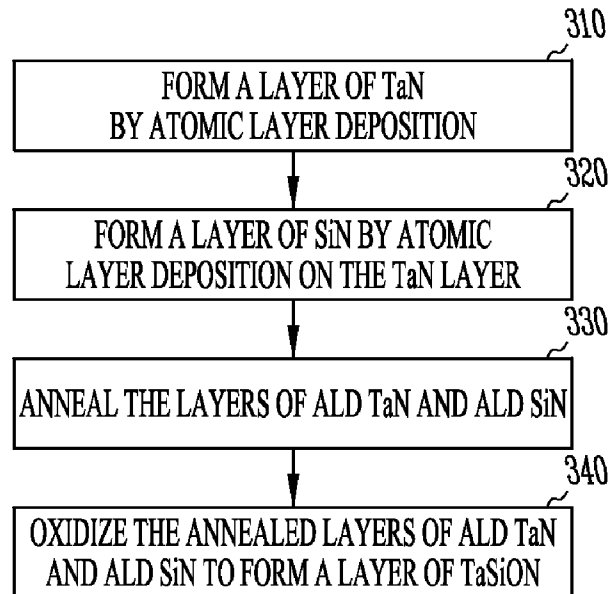 310
FORM A LAYER OF TaN
BY ATOMIC LAYER DEPOSITION
320
FORM A LAYER OF SiN BY ATOMIC
LAYER DEPOSITION ON THE TaN LAYER
330
ANNEAL THE LAYERS OF ALD TaN AND ALD SiN
340
OXIDIZE THE ANNEALED LAYERS OF ALD TaN
AND ALD SiN TO FORM A LAYER OF TaSiON